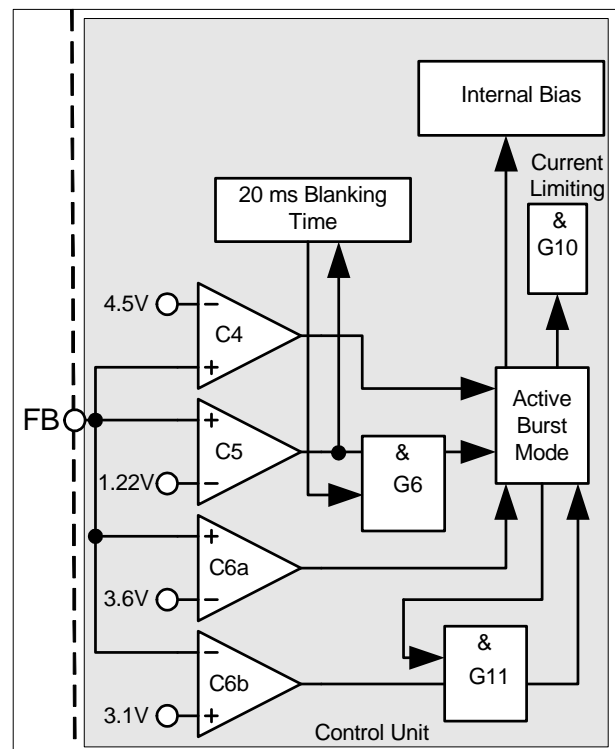 Internal Bias
Current
Limiting
20 ms Blanking
Time
&
G10
4.5V
−
C4
+
FB
+
C5
1.22V
−
&
G6
Active
Burst
Mode
+
C6a
3.6V
−
−
C6b
3.1V
+
&
G11
Control Unit